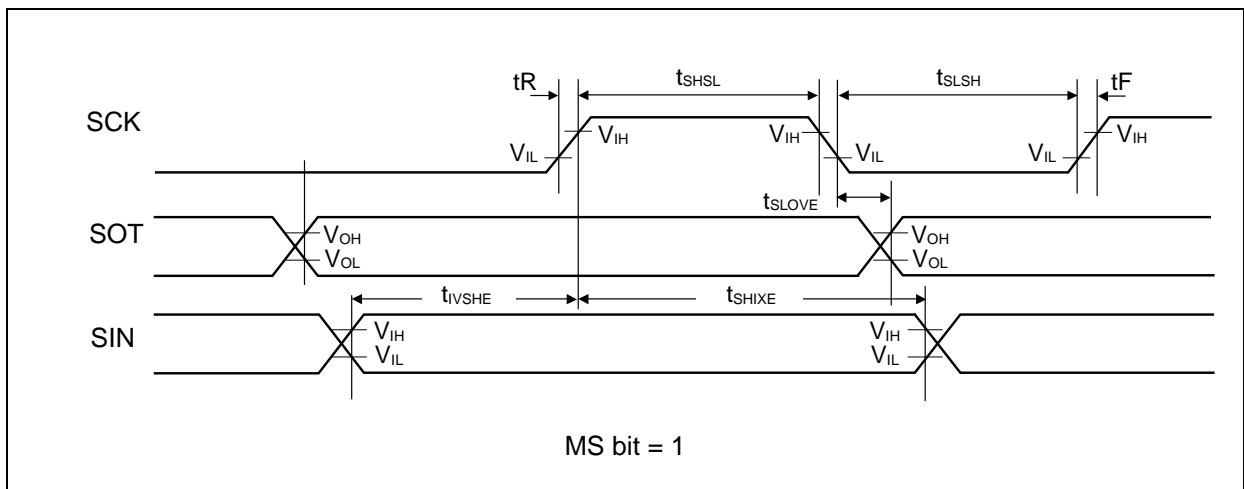 tR tSHSL tSLSH tF
SCK VIH VIH VIH
VIL VIL VIL
tSLOVE
SOT VOH VOH
VOL VOL
tIVSHE tSHIXE
SIN VIH VIH
VIL VIL
MS bit = 1